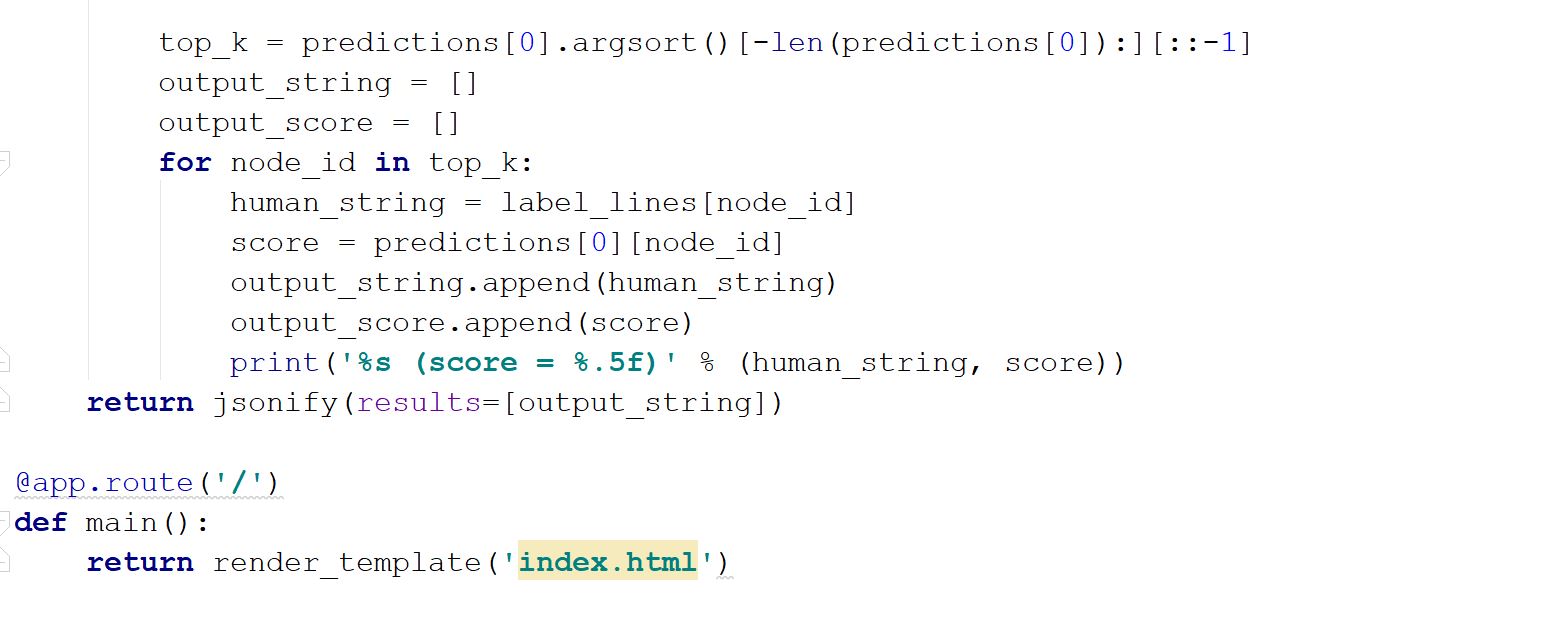 top_k = predictions[0].argsort()[-len(predictions[0]):][::-1]
output_string = []
output_score = []
for node_id in top_k:
human_string = label_lines[node_id]
score = predictions[0][node_id]
output_string.append(human_string)
output_score.append(score)
print('%s (score = %.5f)' % (human_string, score))
return jsonify(results=[output_string])
@app.route('/')
def main():
return render_template('index.html')